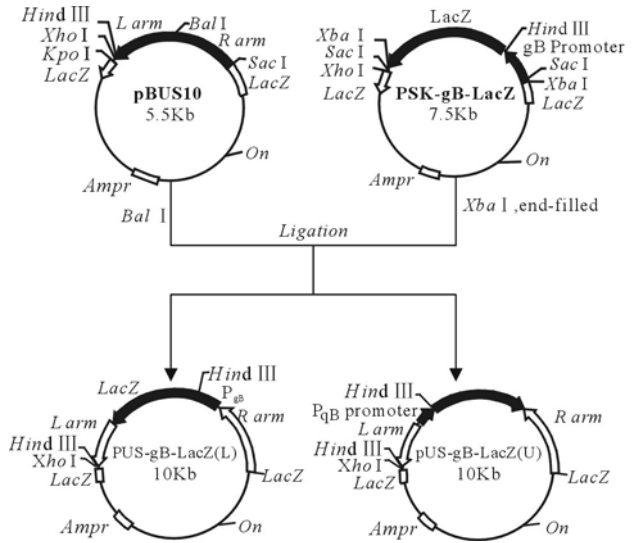 Hind III
L arm
Bal I
Xho I
Kpo I
R arm
LacZ
Sac I
LacZ
pBUS10
5.5Kb
On
Ampr
Bal I
LacZ
Xba I
Hind III
Sac I
gB Promoter
Xho I
Sac I
Xba I
LacZ
LacZ
PSK-gB-LacZ
7.5Kb
On
Ampr
Xba I ,end-filled
Ligation
Hind III
LacZ
PgB
L arm
R arm
Hind III
Xho I
PUS-gB-LacZ(L)
10Kb
LacZ
LacZ
Ampr
On
Hind III
PqB promoter
L arm
R arm
Hind III
Xho I
pUS-gB-LacZ(U)
10Kb
LacZ
LacZ
Ampr
On